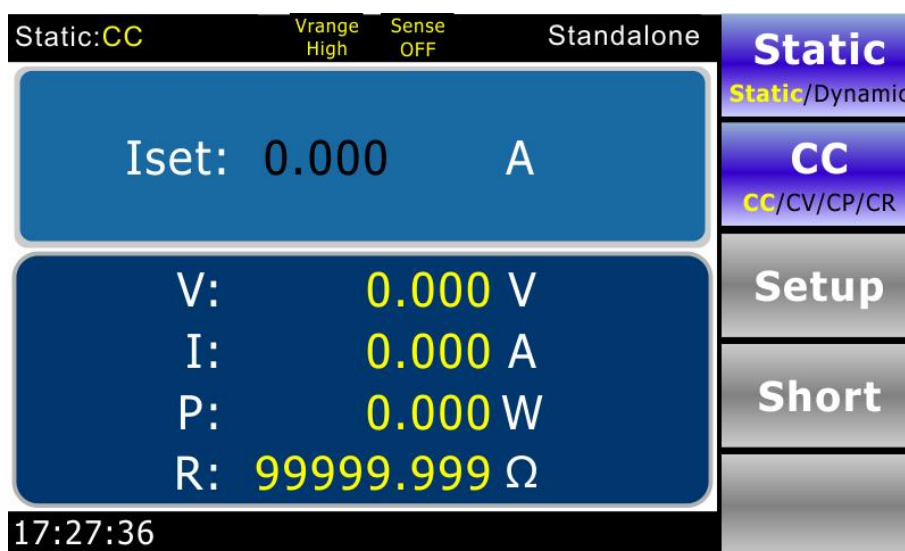 Static:CC
Vrange High
Sense OFF
Standalone
Iset: 0.000 A
V: 0.000 V
I: 0.000 A
P: 0.000 W
R: 99999.999 Ω
17:27:36
Static
Static/Dynamic
CC
CC/CV/CP/CR
Setup
Short